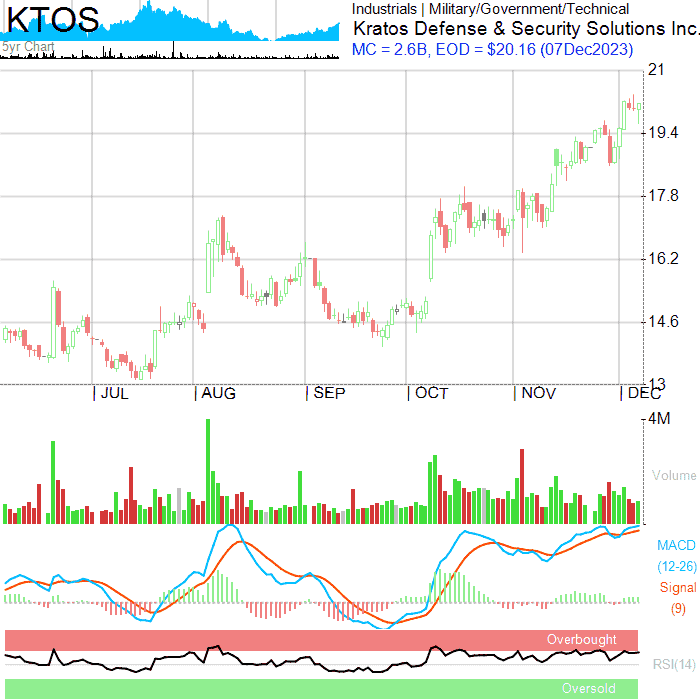 KTOS
Industrials | Military/Government/Technical
Kratos Defense & Security Solutions Inc.
5yr Chart
MC = 2.6B, EOD = $20.16 (07Dec2023)
21
19.4
17.8
16.2
14.6
13
| JUL | AUG | SEP | OCT | NOV | DEC
4M
Volume
MACD
(12-26)
Signal
(9)
Overbought
RSI(14)
Oversold